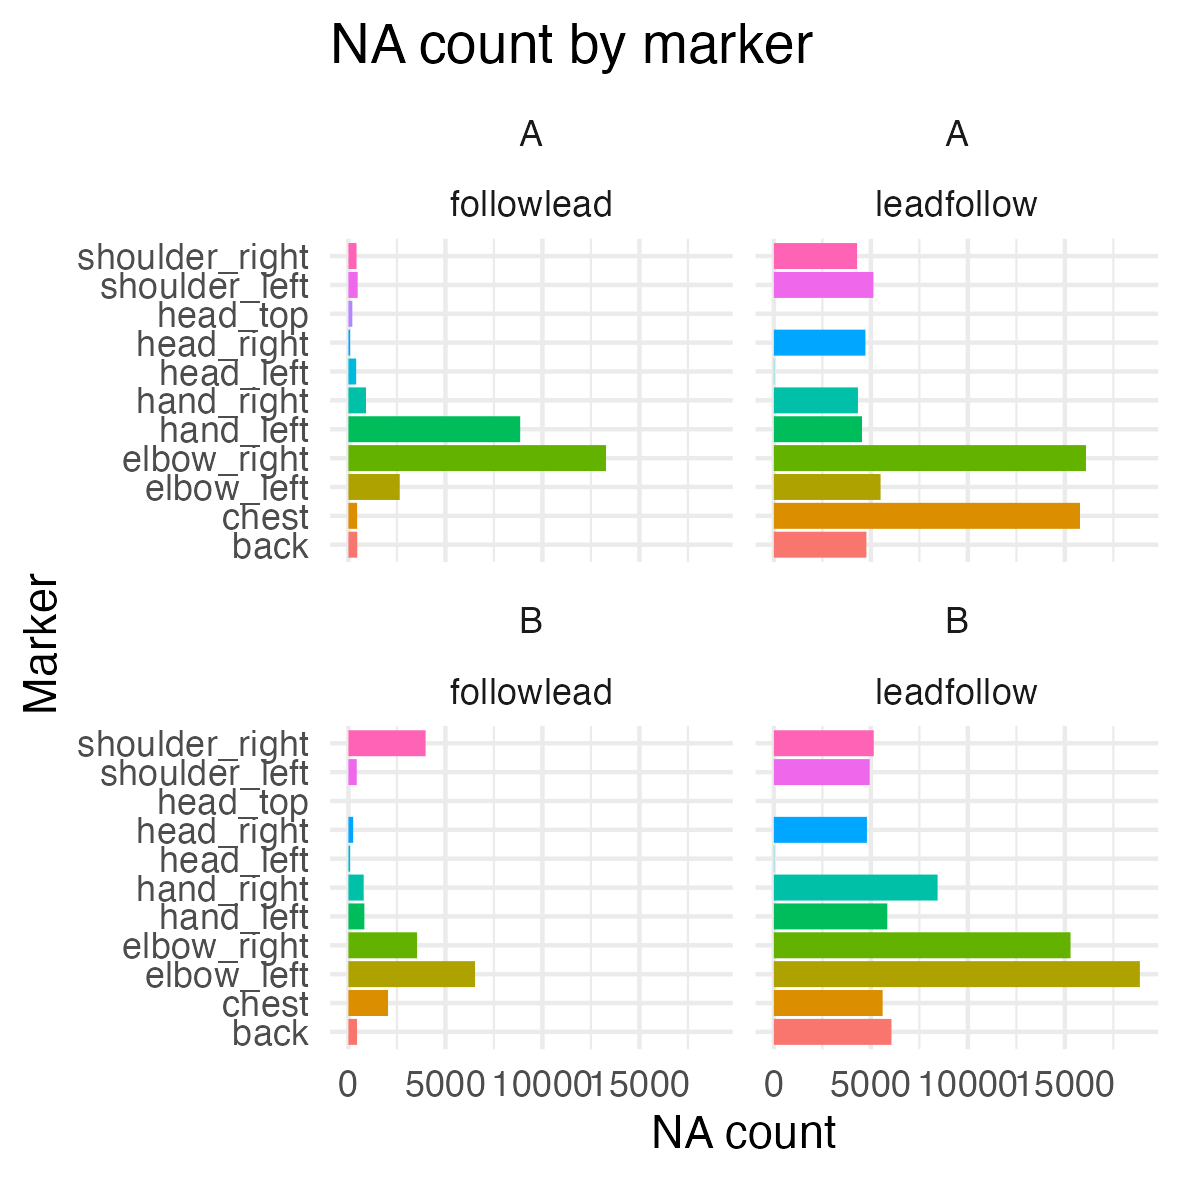 NA count by marker
A A
followlead leadfollow
shoulder_right
shoulder_left
head_top
head_right
head_left
hand_right
hand_left
elbow_right
elbow_left
chest
back
Marker
B B
followlead leadfollow
shoulder_right
shoulder_left
head_top
head_right
head_left
hand_right
hand_left
elbow_right
elbow_left
chest
back
0 5000 10000 15000 0 5000 10000 15000
NA count